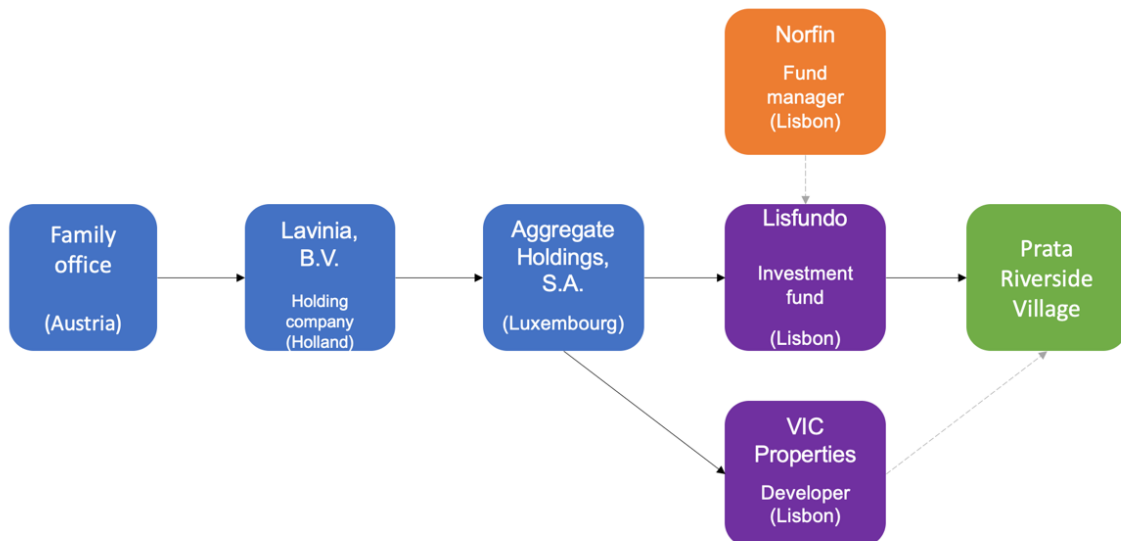 Norfin
Fund
manager
(Lisbon)
Family
office
(Austria)
Lavinia,
B.V.
Holding
company
(Holland)
Aggregate
Holdings,
S.A.
(Luxembourg)
Lisfundo
Investment
fund
(Lisbon)
Prata
Riverside
Village
VIC
Properties
Developer
(Lisbon)